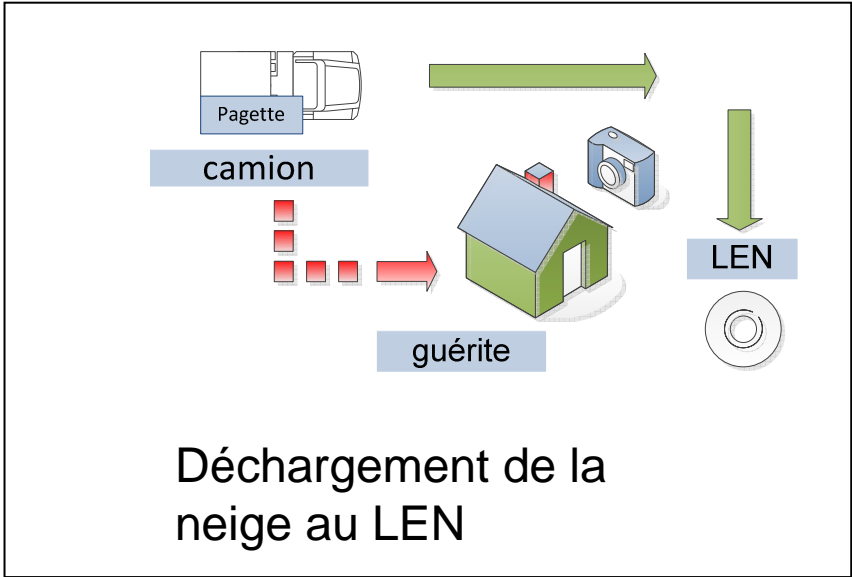 Pagette
camion
LEN
guérite
Déchargement de la
neige au LEN